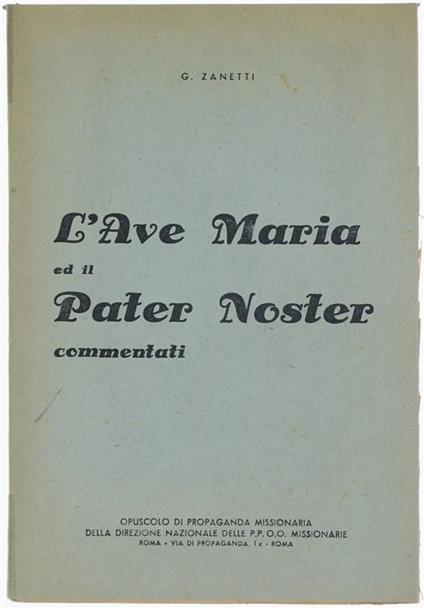 G. ZANETTI
L'Ave Maria
ed il
Pater Noster
commentati
OPUSCOLO DI PROPAGANDA MISSIONARIA
DELLA DIREZIONE NAZIONALE DELLE P.P.O.O. MISSIONARIE
ROMA - VIA DI PROPAGANDA, 1c - ROMA